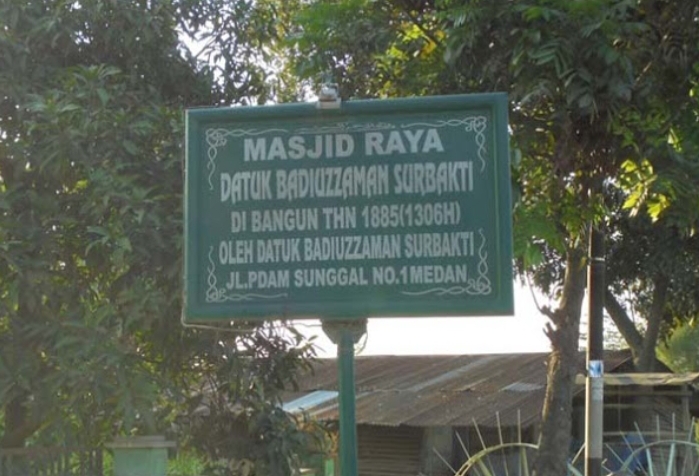 MASJID RAYA
DATUK BADIUZZAMAN SURBAKTI
DI BANGUN THN 1885(1306H)
OLEH DATUK BADIUZZAMAN SURBAKTI
JL.PDAM SUNGGAL NO.1 MEDAN